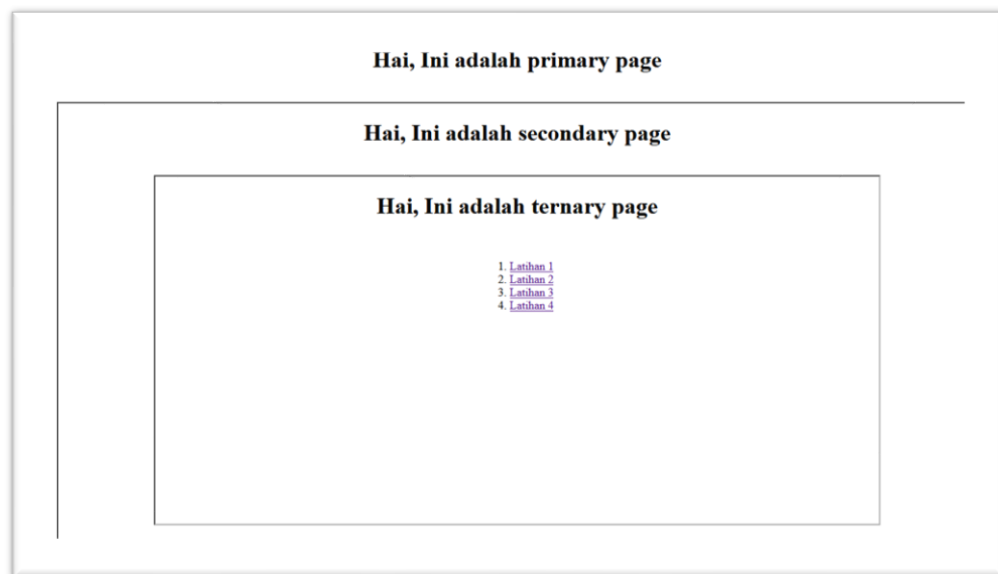 Hai, Ini adalah primary page
Hai, Ini adalah secondary page
Hai, Ini adalah ternary page
1. Latihan 1
2. Latihan 2
3. Latihan 3
4. Latihan 4